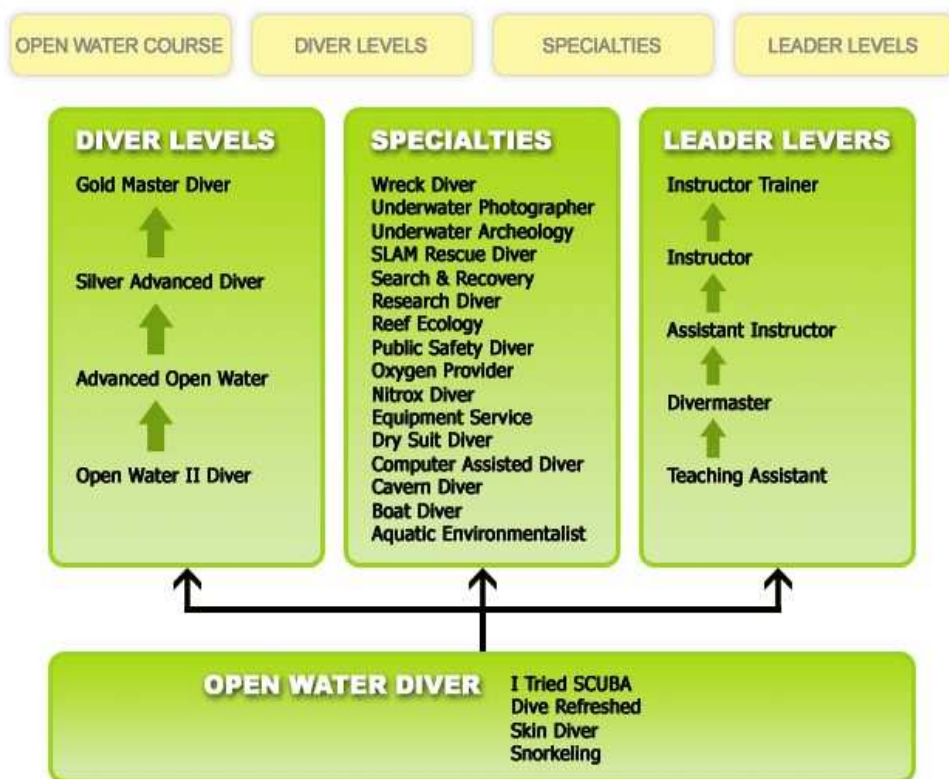 OPEN WATER COURSE
DIVER LEVELS
SPECIALTIES
LEADER LEVELS
DIVER LEVELS
Gold Master Diver
Silver Advanced Diver
Advanced Open Water
Open Water II Diver
SPECIALTIES
Wreck Diver
Underwater Photographer
Underwater Archeology
SLAM Rescue Diver
Search & Recovery
Research Diver
Reef Ecology
Public Safety Diver
Oxygen Provider
Nitrox Diver
Equipment Service
Dry Suit Diver
Computer Assisted Diver
Cavern Diver
Boat Diver
Aquatic Environmentalist
LEADER LEVERS
Instructor Trainer
Instructor
Assistant Instructor
Divermaster
Teaching Assistant
OPEN WATER DIVER
I Tried SCUBA
Dive Refreshed
Skin Diver
Snorkeling